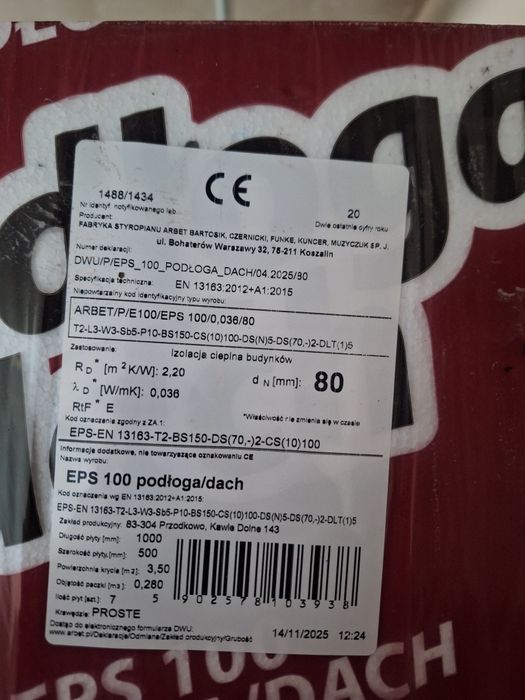 podłoga
CE
1488/1434
Nr identyf. notyfikowanego lab.
20
Dwie ostatnie cyfry roku
Producent
FABRYKA STYROPIANU ARBET BARTOSIK, CZERNICKI, FUNKE, KUNCER, MUZYCZUK SP. J.
ul. Bohaterów Warszawy 32, 75-211 Koszalin
Numer deklaracji:
DWU/P/EPS_100_PODŁOGA_DACH/04.2025/80
Specyfikacja techniczna: EN 13163:2012+A1:2015
Niepowtarzalny kod identyfikacyjny typu wyrobu:
ARBET/P/E100/EPS 100/0,036/80
T2-L3-W3-Sb5-P10-BS150-CS(10)100-DS(N)5-DS(70,-)2-DLT(1)5
Zastosowanie: Izolacja cieplna budynków
R D * [m 2 K/W]: 2,20
d N [mm]: 80
λ D * [W/mK]: 0,036
RtF * E
*Właściwość nie zmienia się w czasie
Kod oznaczenia zgodny z ZA.1:
EPS-EN 13163-T2-BS150-DS(70,-)2-CS(10)100
Informacje dodatkowe, nie towarzyszące oznakowaniu CE
Nazwa wyrobu:
EPS 100 podłoga/dach
Kod oznaczenia wg EN 13163:2012+A1:2015:
EPS-EN 13163-T2-L3-W3-Sb5-P10-BS150-CS(10)100-DS(N)5-DS(70,-)2-DLT(1)5
Zakład produkcyjny: 83-304 Przodkowo, Kawle Dolne 143
Długość płyty [mm]: 1000
Szerokość płyty [mm]: 500
Powierzchnia krycia [m2]: 3,50
Objętość paczki [m3]: 0,280
Ilość płyt [szt.]: 7
5 902578 103938
Krawędzie: PROSTE
Dostęp do elektronicznego formularza DWU:
www.arbet.pl/Deklaracje/Odmiana/Zakład produkcyjny/Grubość
14/11/2025 12:24
EPS 100
/DACH